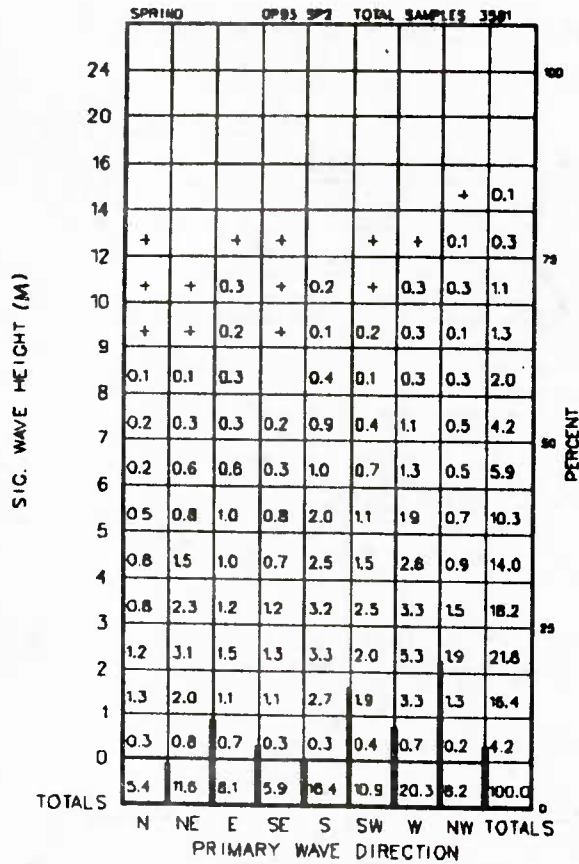 SPRING OP93 SP2 TOTAL SAMPLES 3581
24 100
20
16
+ 0.1
14
+ + + + + 0.1 0.3
12 75
+ + 0.3 + 0.2 + 0.3 0.3 1.1
10
+ + 0.2 + 0.1 0.2 0.3 0.1 1.3
9
0.1 0.1 0.3 0.4 0.1 0.3 0.3 2.0
8
0.2 0.3 0.3 0.2 0.9 0.4 1.1 0.5 4.2
7 50
0.2 0.6 0.6 0.3 1.0 0.7 1.3 0.5 5.9
6
0.5 0.8 1.0 0.8 2.0 1.1 1.9 0.7 10.3
5
0.8 1.5 1.0 0.7 2.5 1.5 2.8 0.9 14.0
4
0.8 2.3 1.2 1.2 3.2 2.5 3.3 1.5 18.2
3 25
1.2 3.1 1.5 1.3 3.3 2.0 5.3 1.9 21.8
2
1.3 2.0 1.1 1.1 2.7 1.9 3.3 1.3 16.4
1
0.3 0.8 0.7 0.3 0.3 0.4 0.7 0.2 4.2
0
TOTALS 5.4 11.6 8.1 5.9 16.4 10.9 20.3 8.2 100.0 0
N NE E SE S SW W NW TOTALS
PRIMARY WAVE DIRECTION
SIG. WAVE HEIGHT (M)
PERCENT